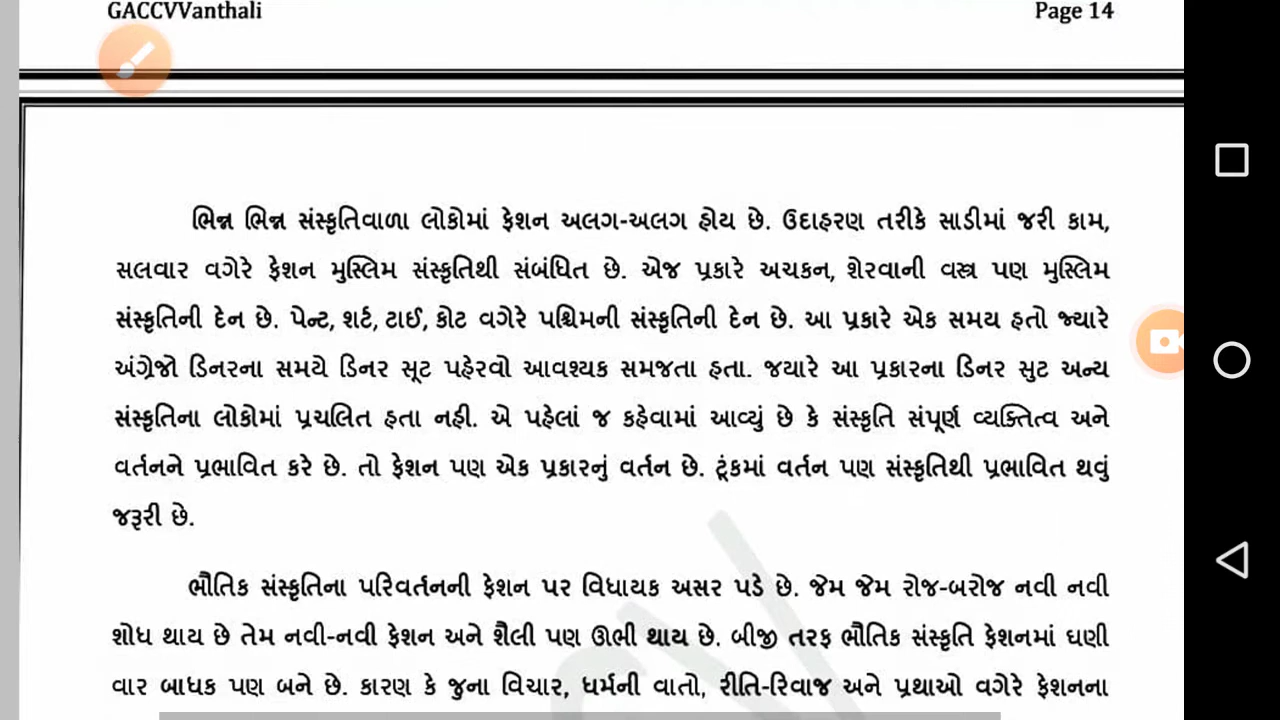 GACCVVanthali Page 14
ભિન્ન ભિન્ન સંસ્કૃતિવાળા લોકોમાં ફેશન અલગ-અલગ હોય છે. ઉદાહરણ તરીકે સાડીમાં જરી કામ,
સલવાર વગેરે ફેશન મુસ્લિમ સંસ્કૃતિથી સંબંધિત છે. એજ પ્રકારે અચકન, શેરવાની વસ્ત્ર પણ મુસ્લિમ
સંસ્કૃતિની દેન છે. પેન્ટ, શર્ટ, ટાઈ, કોટ વગેરે પશ્ચિમની સંસ્કૃતિની દેન છે. આ પ્રકારે એક સમય હતો જ્યારે
અંગ્રેજો ડિનરના સમયે ડિનર સૂટ પહેરવો આવશ્યક સમજતા હતા. જયારે આ પ્રકારના ડિનર સુટ અન્ય
સંસ્કૃતિના લોકોમાં પ્રચલિત હતા નહી. એ પહેલાં જ કહેવામાં આવ્યું છે કે સંસ્કૃતિ સંપૂર્ણ વ્યક્તિત્વ અને
વર્તનને પ્રભાવિત કરે છે. તો ફેશન પણ એક પ્રકારનું વર્તન છે. ટૂંકમાં વર્તન પણ સંસ્કૃતિથી પ્રભાવિત થવું
જરૂરી છે.
ભૌતિક સંસ્કૃતિના પરિવર્તનની ફેશન પર વિધાયક અસર પડે છે. જેમ જેમ રોજ-બરોજ નવી નવી
શોધ થાય છે તેમ નવી-નવી ફેશન અને શૈલી પણ ઊભી થાય છે. બીજી તરફ ભૌતિક સંસ્કૃતિ ફેશનમાં ઘણી
વાર બાધક પણ બને છે. કારણ કે જુના વિચાર, ધર્મની વાતો, રીતિ-રિવાજ અને પ્રથાઓ વગેરે ફેશનના